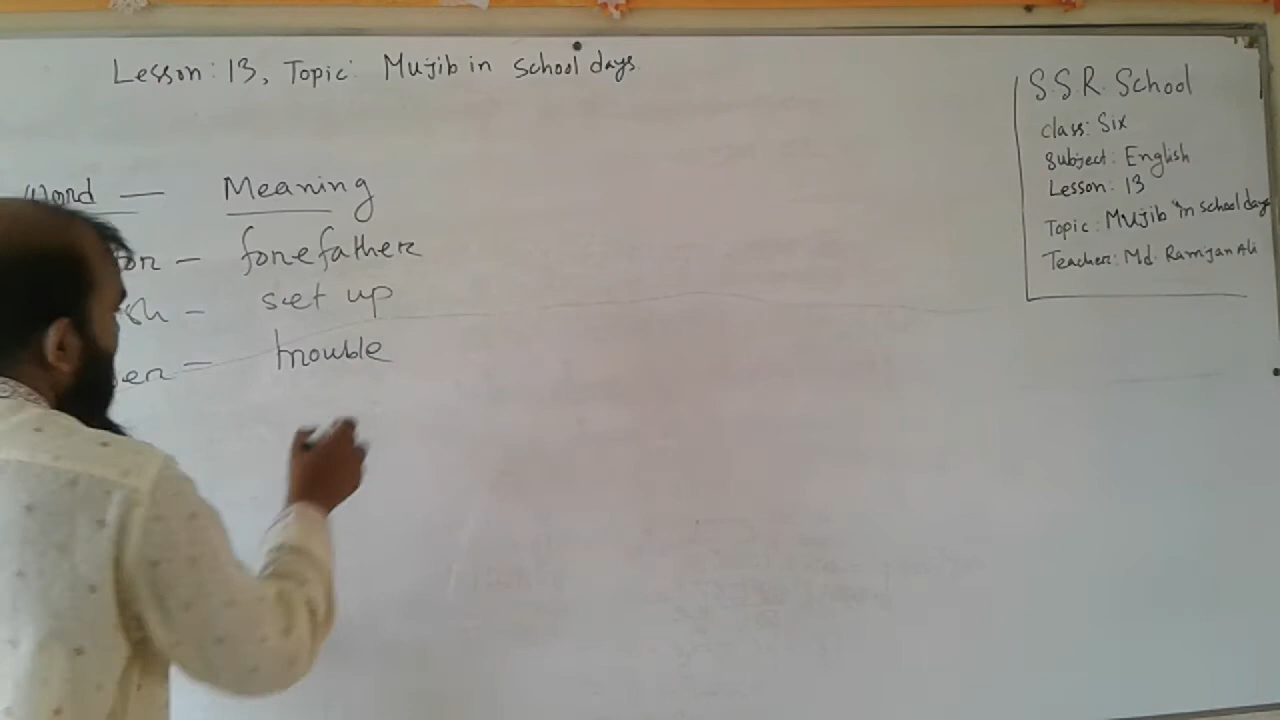 Lesson: 13, Topic: Mujib in school days.
Word — Meaning
— forefather
— set up
— trouble
S.S.R. School
class: Six
Subject: English
Lesson: 13
Topic: Mujib in school days
Teacher: Md. Ramjan Ali